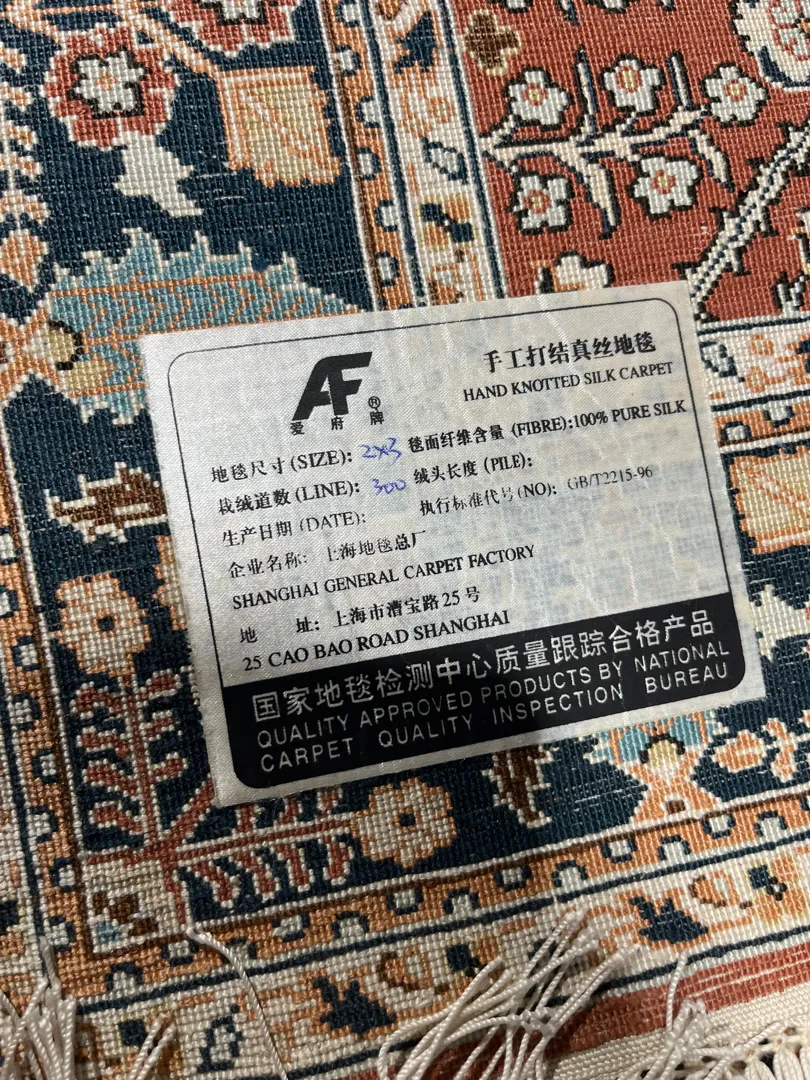 AF®
爱府牌
手工打结真丝地毯
HAND KNOTTED SILK CARPET
地毯尺寸(SIZE): 2x3 毯面纤维含量 (FIBRE):100% PURE SILK
栽绒道数(LINE): 300 绒头长度(PILE):
生产日期(DATE): 执行标准代号(NO): GB/T2215-96
企业名称: 上海地毯总厂
SHANGHAI GENERAL CARPET FACTORY
地 址: 上海市漕宝路25号
25 CAO BAO ROAD SHANGHAI
国家地毯检测中心质量跟踪合格产品
QUALITY APPROVED PRODUCTS BY NATIONAL
CARPET QUALITY INSPECTION BUREAU